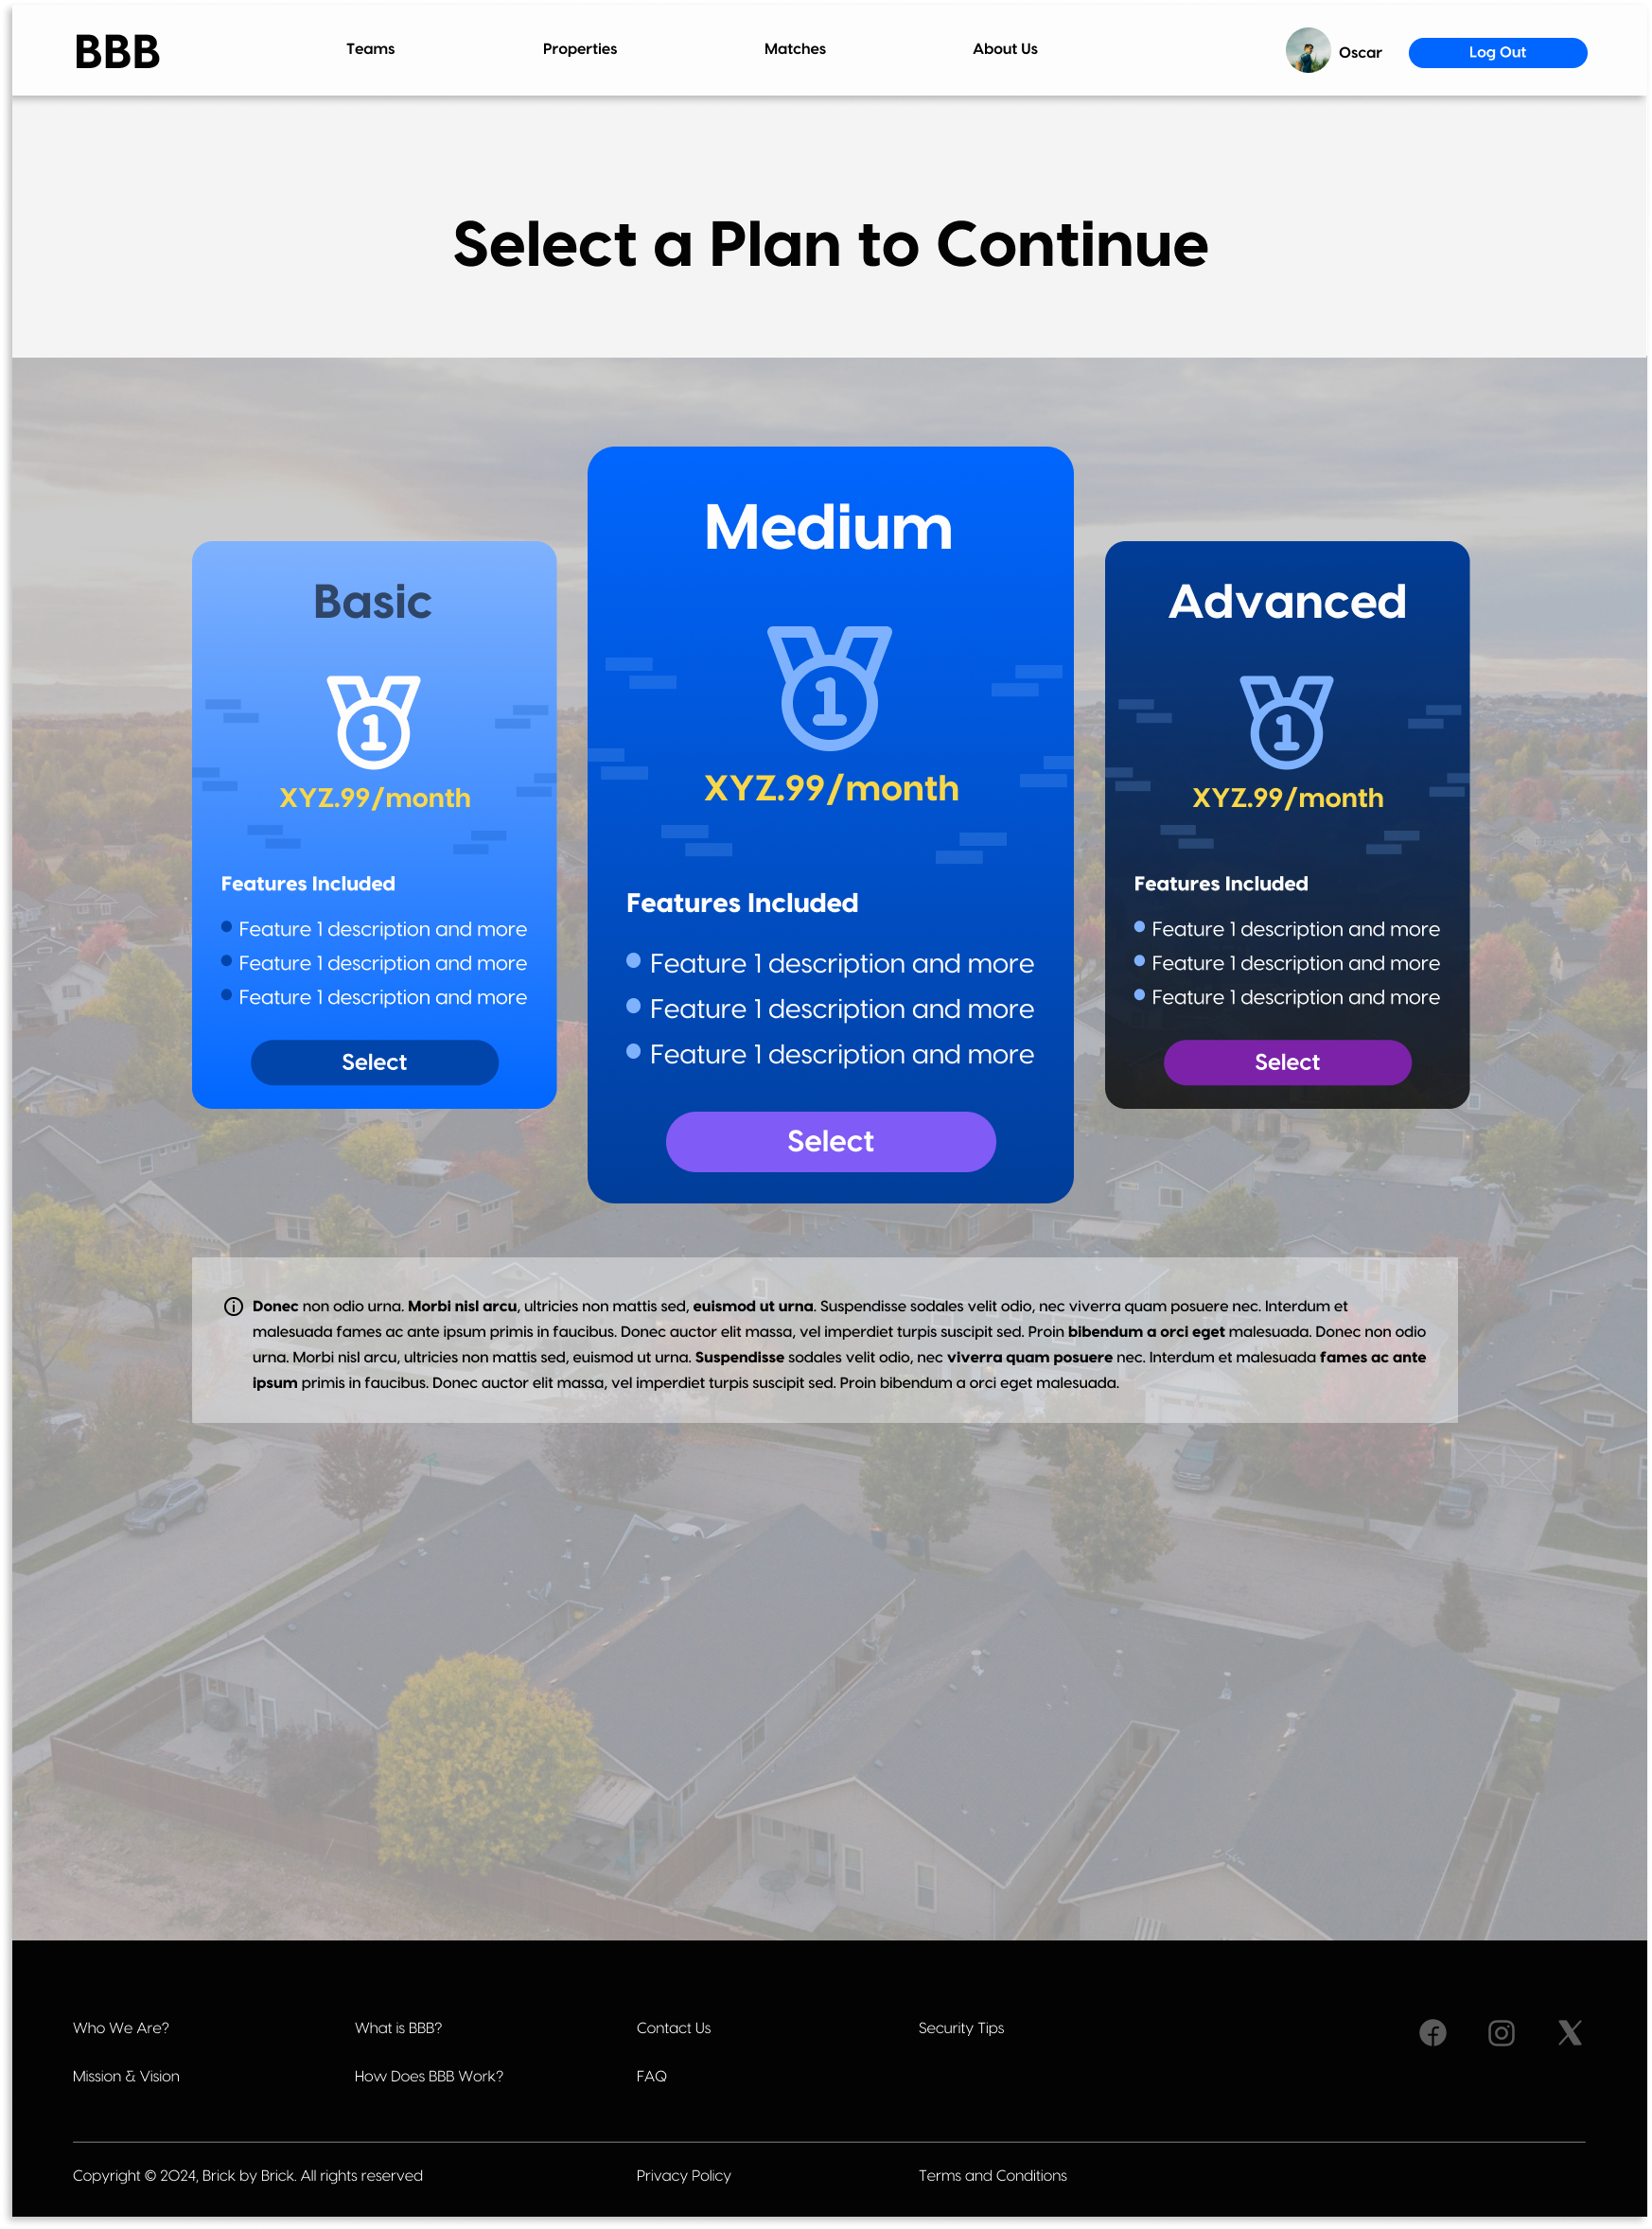 BBB
Teams
Properties
Matches
About Us
Oscar
Log Out
Select a Plan to Continue
Basic
1
XYZ.99/month
Features Included
Feature 1 description and more
Feature 1 description and more
Feature 1 description and more
Select
Medium
1
XYZ.99/month
Features Included
Feature 1 description and more
Feature 1 description and more
Feature 1 description and more
Select
Advanced
1
XYZ.99/month
Features Included
Feature 1 description and more
Feature 1 description and more
Feature 1 description and more
Select
Donec non odio urna. Morbi nisl arcu, ultricies non mattis sed, euismod ut urna. Suspendisse sodales velit odio, nec viverra quam posuere nec. Interdum et
malesuada fames ac ante ipsum primis in faucibus. Donec auctor elit massa, vel imperdiet turpis suscipit sed. Proin bibendum a orci eget malesuada. Donec non odio
urna. Morbi nisl arcu, ultricies non mattis sed, euismod ut urna. Suspendisse sodales velit odio, nec viverra quam posuere nec. Interdum et malesuada fames ac ante
ipsum primis in faucibus. Donec auctor elit massa, vel imperdiet turpis suscipit sed. Proin bibendum a orci eget malesuada.
Who We Are?
What is BBB?
Contact Us
Security Tips
Mission & Vision
How Does BBB Work?
FAQ
Copyright © 2024, Brick by Brick. All rights reserved
Privacy Policy
Terms and Conditions